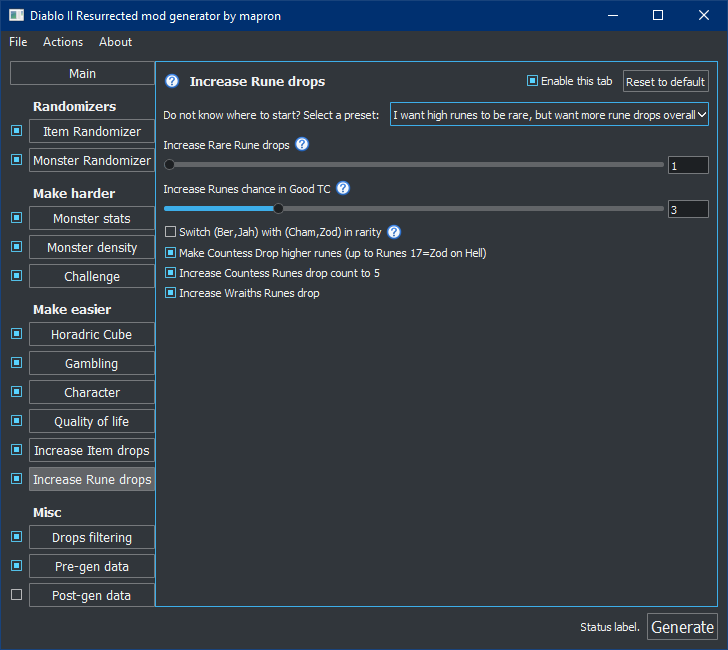 Diablo II Resurrected mod generator by mapron
File Actions About
Main
Randomizers
Item Randomizer
Monster Randomizer
Make harder
Monster stats
Monster density
Challenge
Make easier
Horadric Cube
Gambling
Character
Quality of life
Increase Item drops
Increase Rune drops
Misc
Drops filtering
Pre-gen data
Post-gen data
? Increase Rune drops
Enable this tab
Reset to default
Do not know where to start? Select a preset:
I want high runes to be rare, but want more rune drops overall
Increase Rare Rune drops ?
1
Increase Runes chance in Good TC ?
3
Switch (Ber,Jah) with (Cham,Zod) in rarity ?
Make Countess Drop higher runes (up to Runes 17=Zod on Hell)
Increase Countess Runes drop count to 5
Increase Wraiths Runes drop
Status label.
Generate